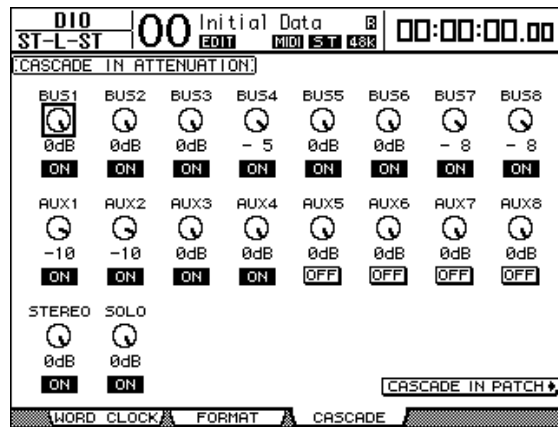 DIO
ST-L-ST
00 Initial Data
EDIT MIDI ST 48K
00:00:00.00
CASCADE IN ATTENUATION
BUS1 BUS2 BUS3 BUS4 BUS5 BUS6 BUS7 BUS8
0dB 0dB 0dB - 5 0dB 0dB - 8 - 8
ON ON ON ON ON ON ON ON
AUX1 AUX2 AUX3 AUX4 AUX5 AUX6 AUX7 AUX8
-10 -10 0dB 0dB 0dB 0dB 0dB 0dB
ON ON ON ON OFF OFF OFF OFF
STEREO SOLO
0dB 0dB
ON ON
CASCADE IN PATCH
WORD CLOCK FORMAT CASCADE